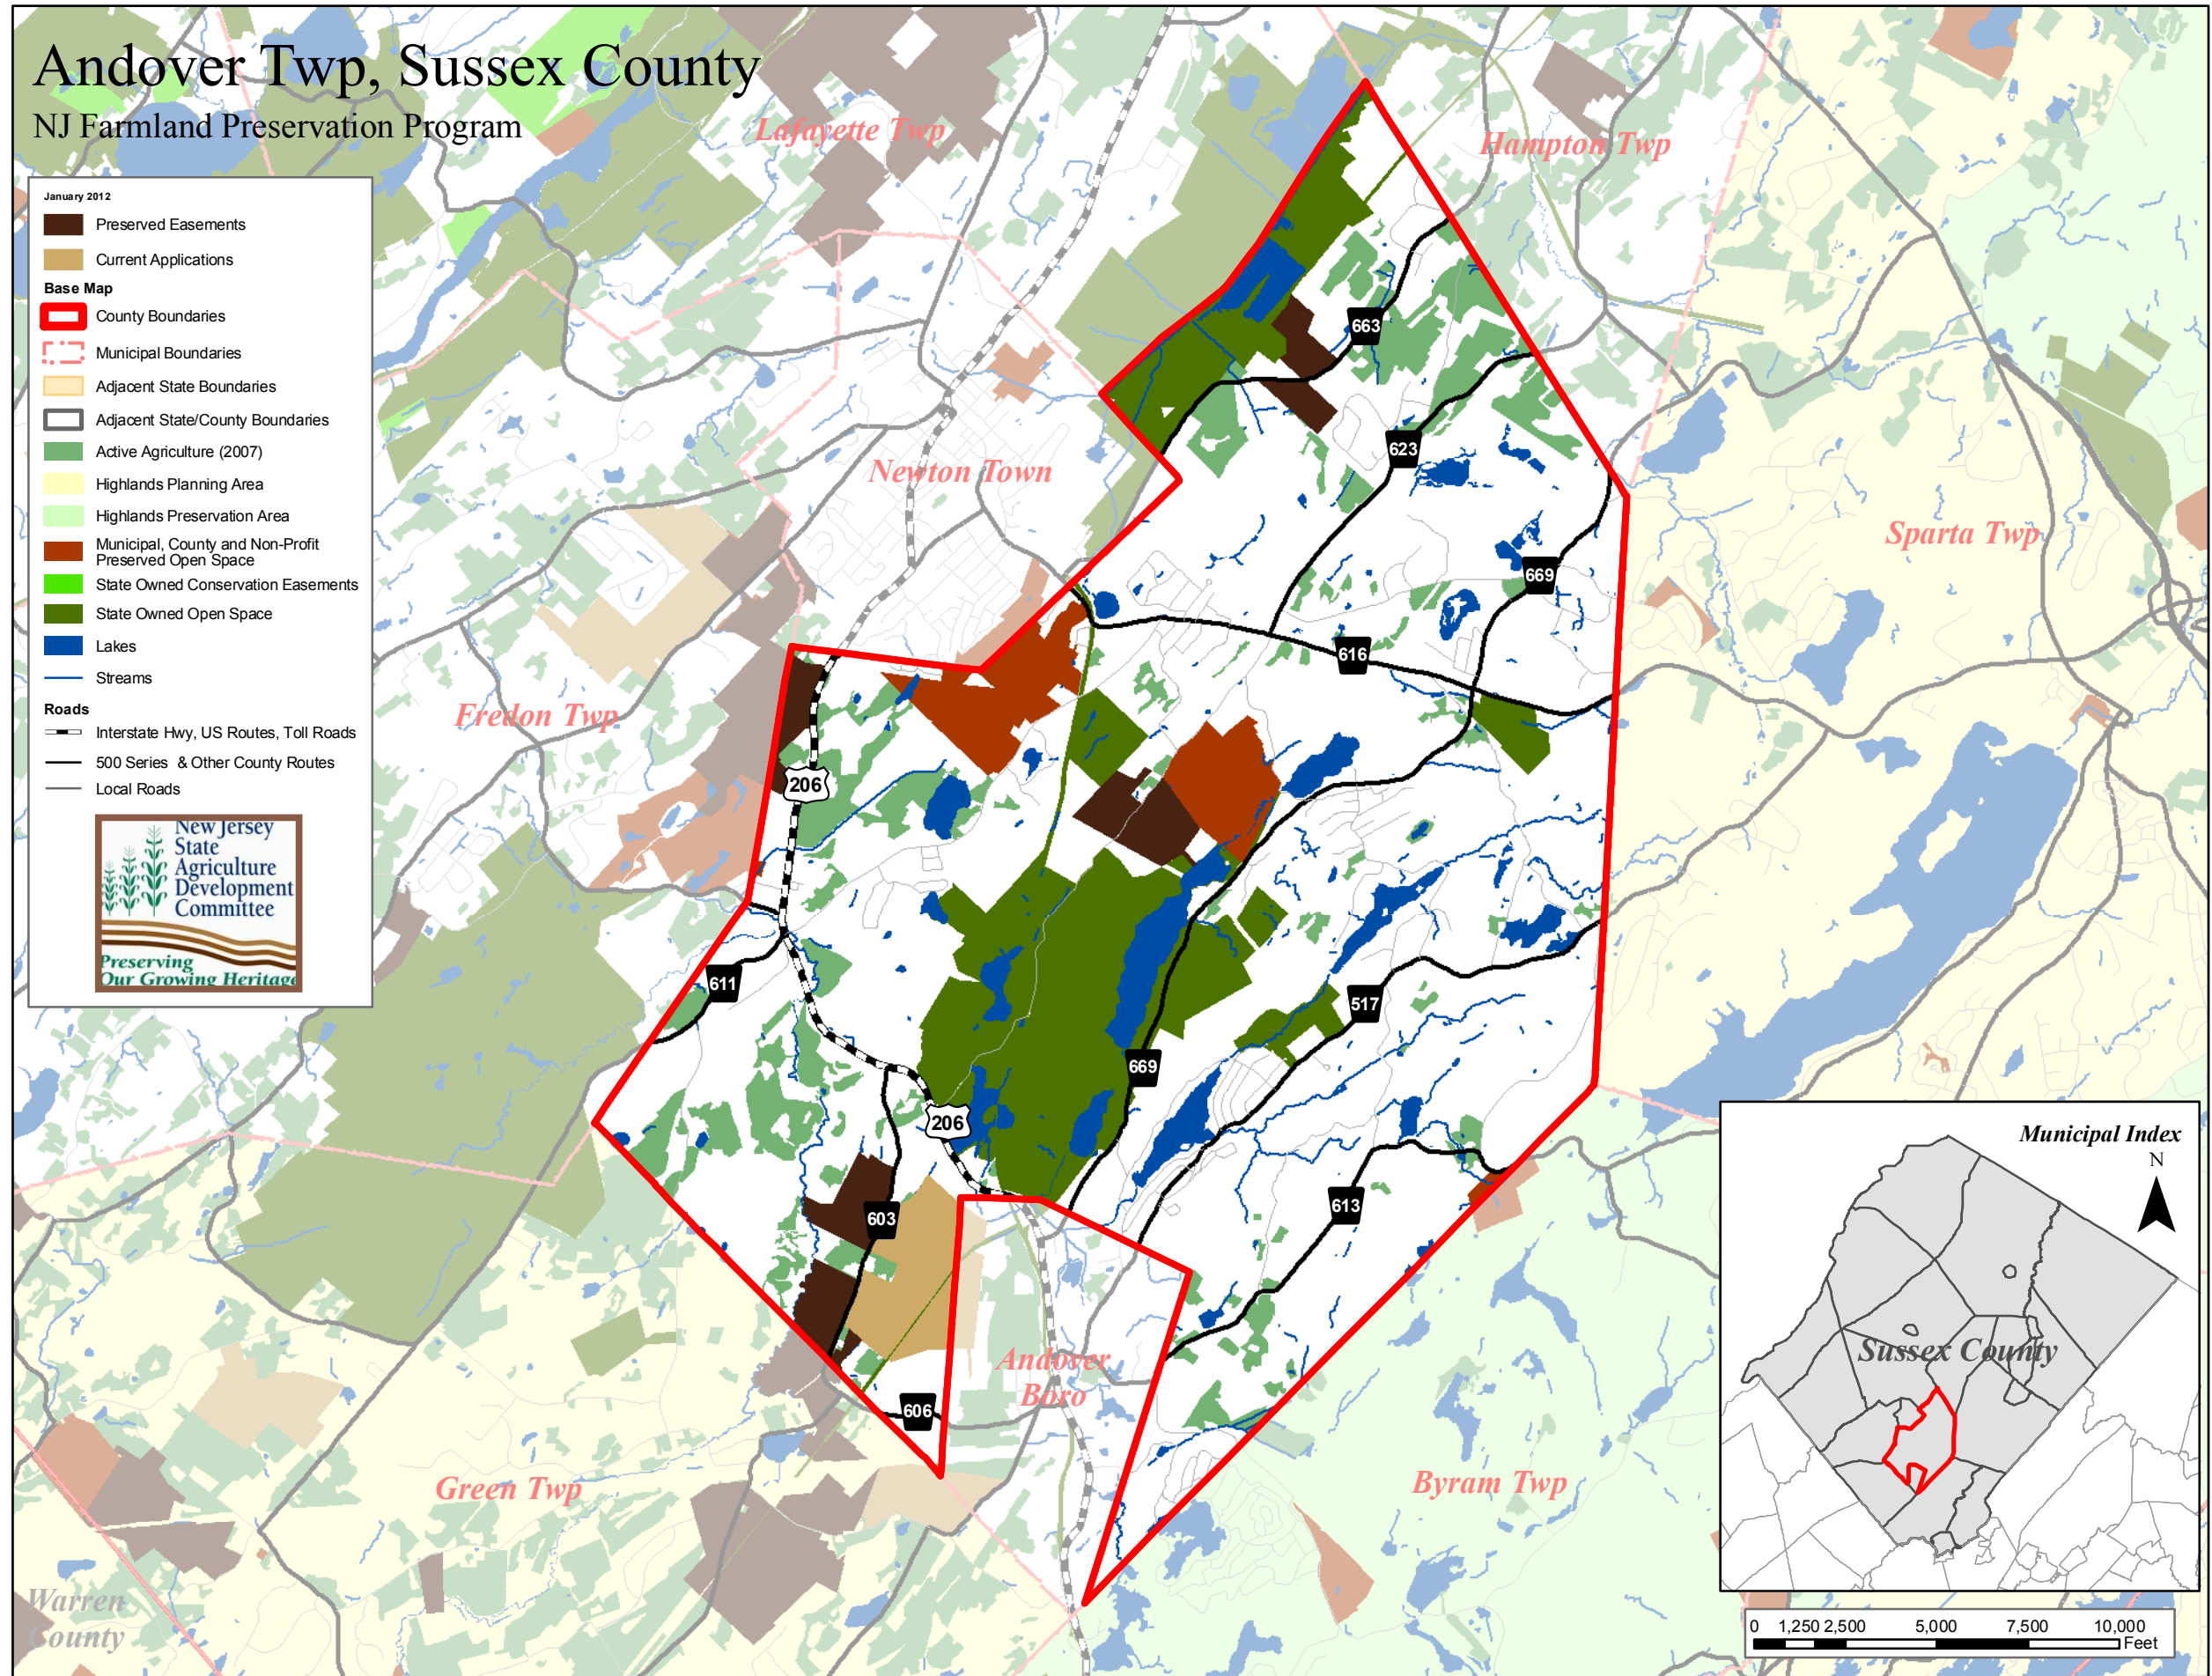 Andover Twp, Sussex County
NJ Farmland Preservation Program
January 2012
Preserved Easements
Current Applications
Base Map
County Boundaries
Municipal Boundaries
Adjacent State Boundaries
Adjacent State/County Boundaries
Active Agriculture (2007)
Highlands Planning Area
Highlands Preservation Area
Municipal, County and Non-Profit
Preserved Open Space
State Owned Conservation Easements
State Owned Open Space
Lakes
Streams
Roads
Interstate Hwy, US Routes, Toll Roads
500 Series & Other County Routes
Local Roads
New Jersey
State
Agriculture
Development
Committee
Preserving
Our Growing Heritage
Lafayette Twp
Hampton Twp
Newton Town
Sparta Twp
Fredon Twp
Andover
Boro
Green Twp
Byram Twp
Warren
County
663
623
669
616
206
611
517
669
206
603
613
606
Municipal Index
N
Sussex County
0 1,250 2,500 5,000 7,500 10,000
Feet